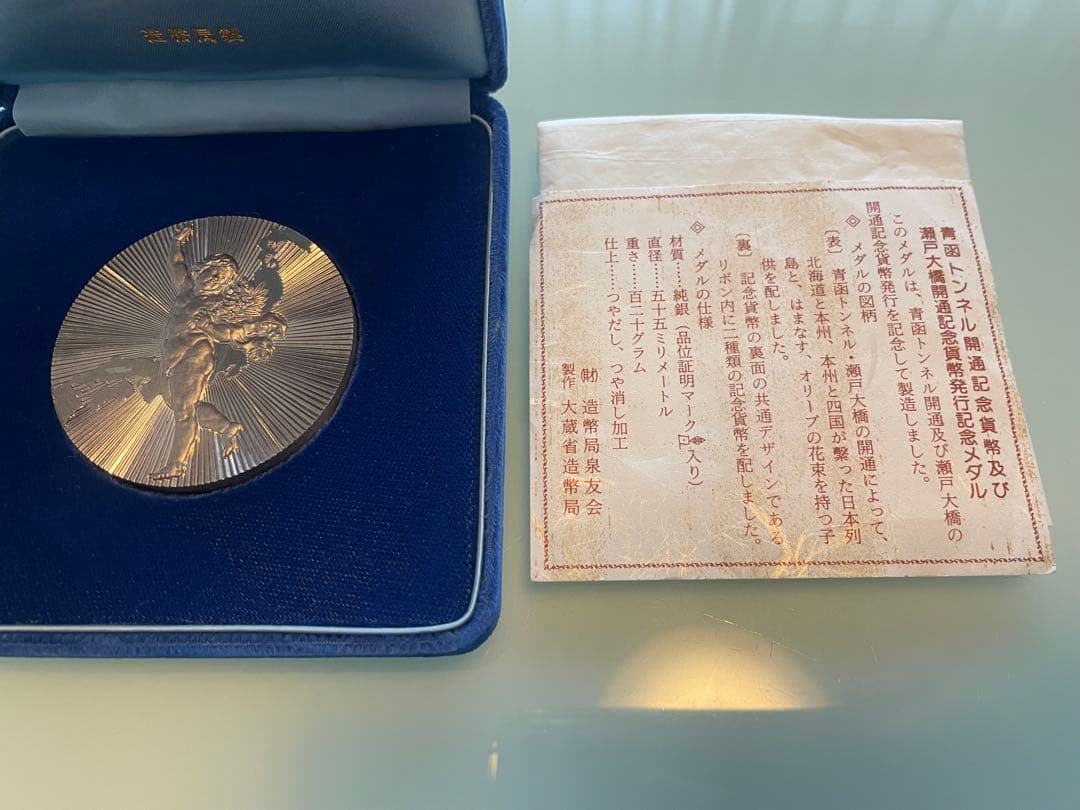 造幣局製
青函トンネル開通記念貨幣及び
瀬戸大橋開通記念貨幣発行記念メダル
このメダルは、青函トンネル開通及び瀬戸大橋の
開通記念貨幣発行を記念して製造しました。
◎ メダルの図柄
〔表〕 青函トンネル・瀬戸大橋の開通によって、
北海道と本州、本州と四国が繋った日本列
島と、はまなす、オリーブの花束を持つ子
供を配しました。
〔裏〕 記念貨幣の裏面の共通デザインである
リボン内に二種類の記念貨幣を配しました。
◎ メダルの仕様
材質……純銀(品位証明マーク入り)
直径……五十五ミリメートル
重さ……百二十グラム
仕上……つやだし、つや消し加工
(財) 造幣局泉友会
製作 大蔵省造幣局